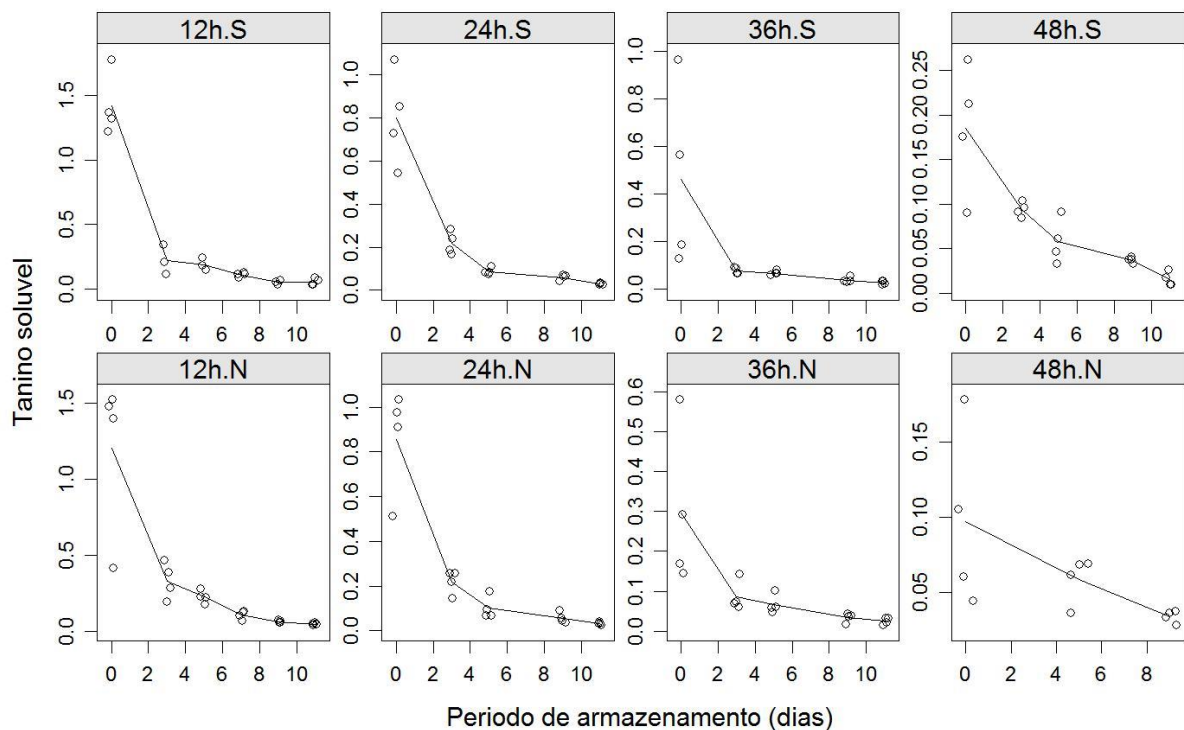 12h.S 24h.S 36h.S 48h.S
0.0 0.5 1.0 1.5
0.0 0.2 0.4 0.6 0.8 1.0
0.0 0.2 0.4 0.6 0.8 1.0
0.00 0.05 0.10 0.15 0.20 0.25
0 2 4 6 8 10 0 2 4 6 8 10 0 2 4 6 8 10 0 2 4 6 8 10
Tanino soluvel
12h.N 24h.N 36h.N 48h.N
0.0 0.5 1.0 1.5
0.0 0.2 0.4 0.6 0.8 1.0
0.0 0.1 0.2 0.3 0.4 0.5 0.6
0.05 0.10 0.15
0 2 4 6 8 10 0 2 4 6 8 10 0 2 4 6 8 10 0 2 4 6 8
Periodo de armazenamento (dias)